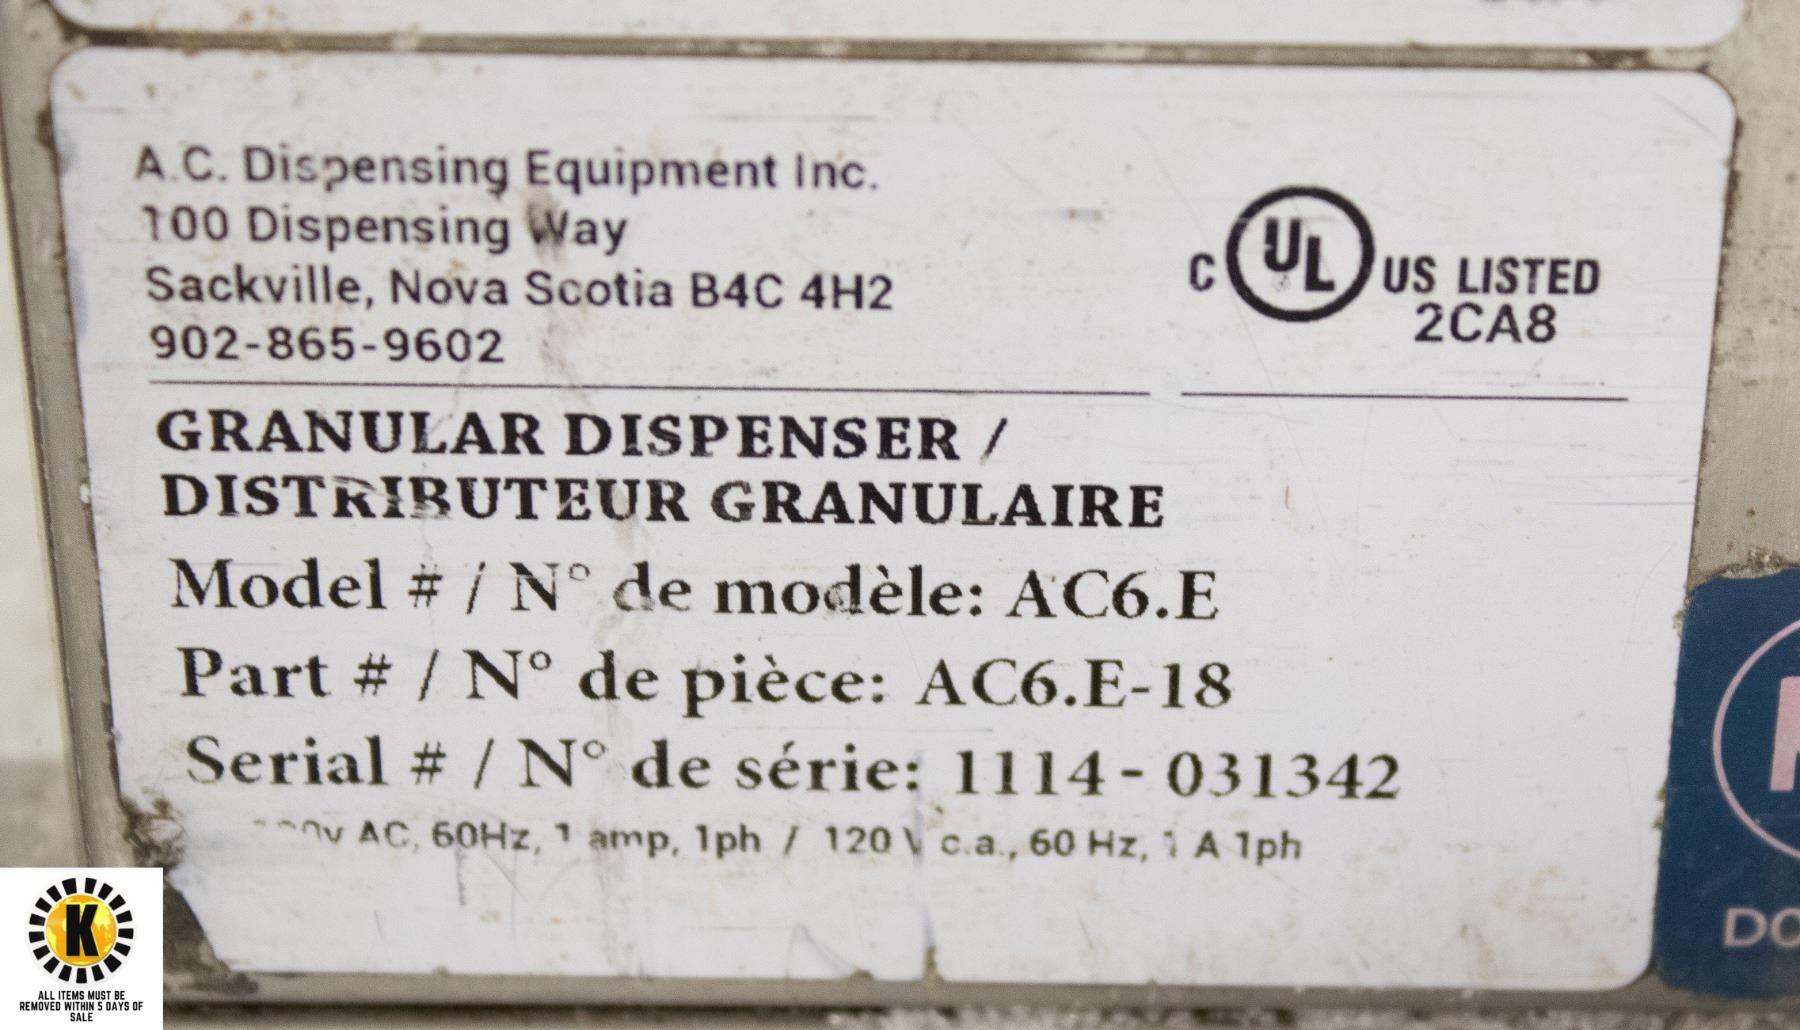 A.C. Dispensing Equipment Inc.
100 Dispensing Way
Sackville, Nova Scotia B4C 4H2
902-865-9602
C UL US LISTED
2CA8
GRANULAR DISPENSER /
DISTRIBUTEUR GRANULAIRE
Model # / N° de modèle: AC6.E
Part # / N° de pièce: AC6.E-18
Serial # / N° de série: 1114-031342
AC, 60Hz, 1 amp, 1ph / 120 V c.a., 60 Hz, 1 A 1ph
K
ALL ITEMS MUST BE
REMOVED WITHIN 5 DAYS OF
SALE